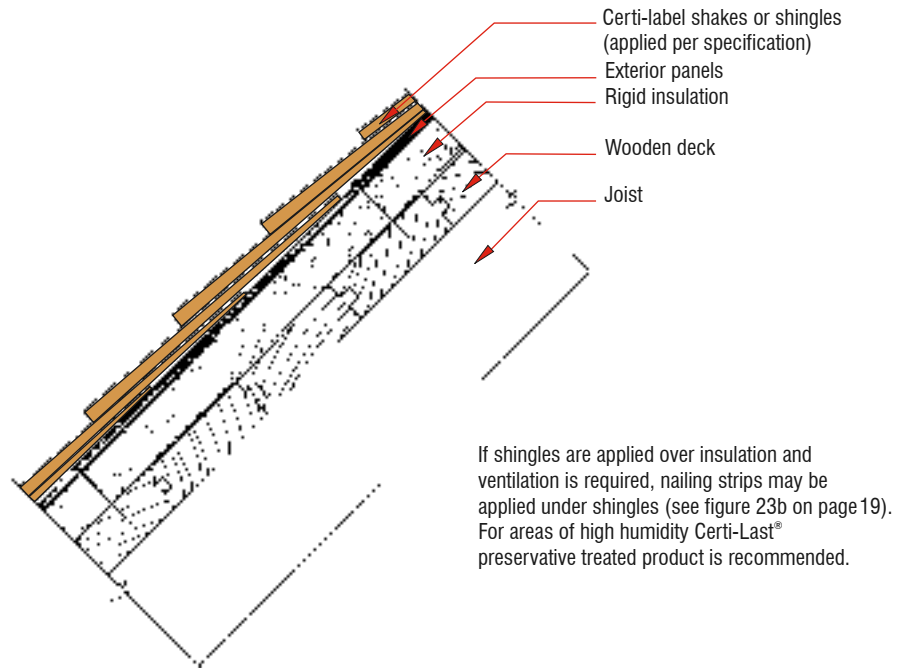 Certi-label shakes or shingles
(applied per specification)
Exterior panels
Rigid insulation
Wooden deck
Joist
If shingles are applied over insulation and
ventilation is required, nailing strips may be
applied under shingles (see figure 23b on page 19).
For areas of high humidity Certi-Last®
preservative treated product is recommended.